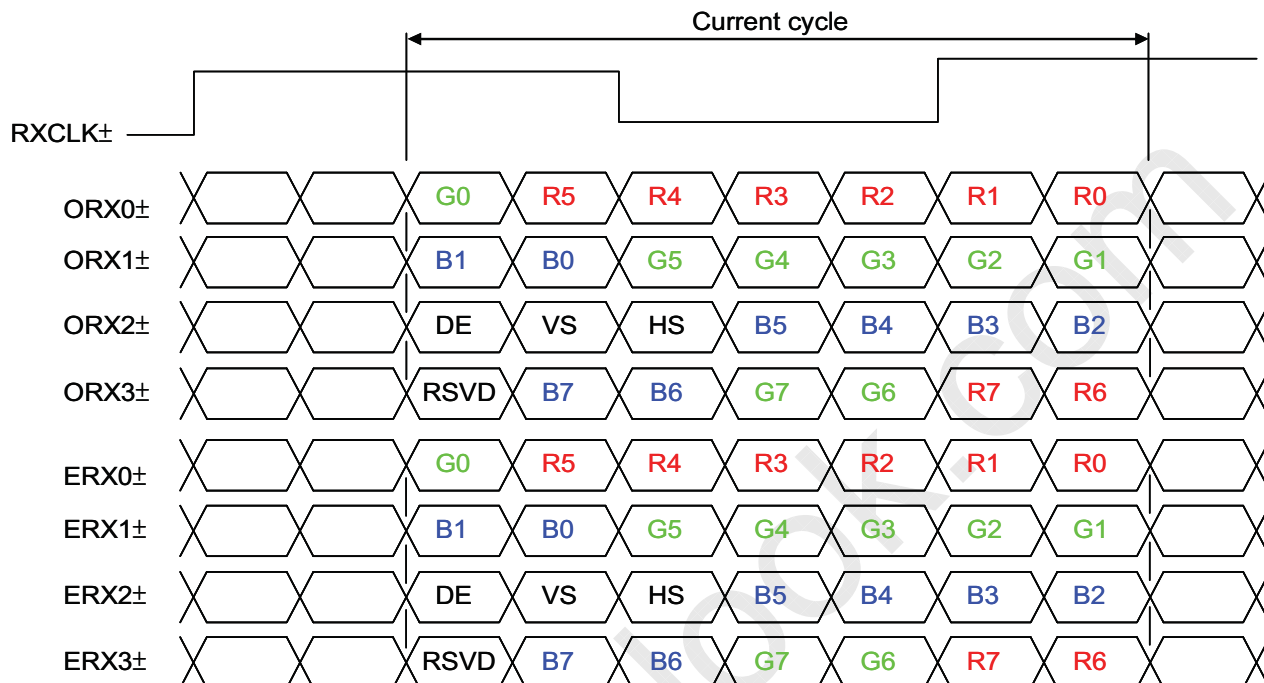 Current cycle
RXCLK±
ORX0± G0 R5 R4 R3 R2 R1 R0
ORX1± B1 B0 G5 G4 G3 G2 G1
ORX2± DE VS HS B5 B4 B3 B2
ORX3± RSVD B7 B6 G7 G6 R7 R6
ERX0± G0 R5 R4 R3 R2 R1 R0
ERX1± B1 B0 G5 G4 G3 G2 G1
ERX2± DE VS HS B5 B4 B3 B2
ERX3± RSVD B7 B6 G7 G6 R7 R6
look.com